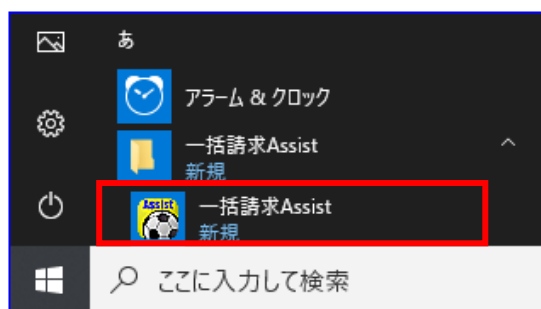 あ
アラーム & クロック
一括請求Assist
新規
Assist
一括請求Assist
新規
ここに入力して検索